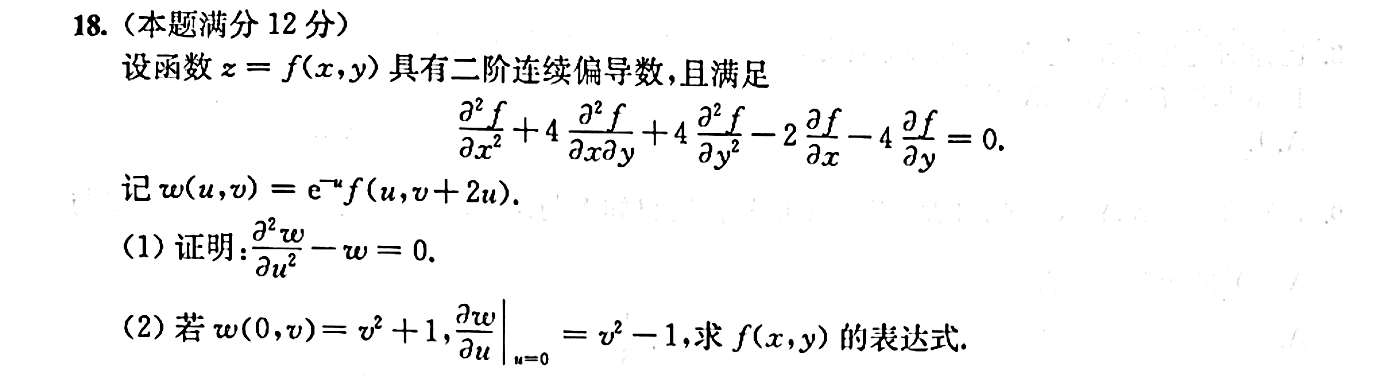 18.(本题满分 12 分)
设函数 z = f(x,y) 具有二阶连续偏导数,且满足
∂²f/∂x² + 4 ∂²f/∂x∂y + 4 ∂²f/∂y² − 2 ∂f/∂x − 4 ∂f/∂y = 0.
记 w(u,v) = e⁻ᵘf(u,v+2u).
(1) 证明:∂²w/∂u² − w = 0.
(2) 若 w(0,v) = v² + 1, ∂w/∂u|ᵤ₌₀ = v² − 1,求 f(x,y) 的表达式.